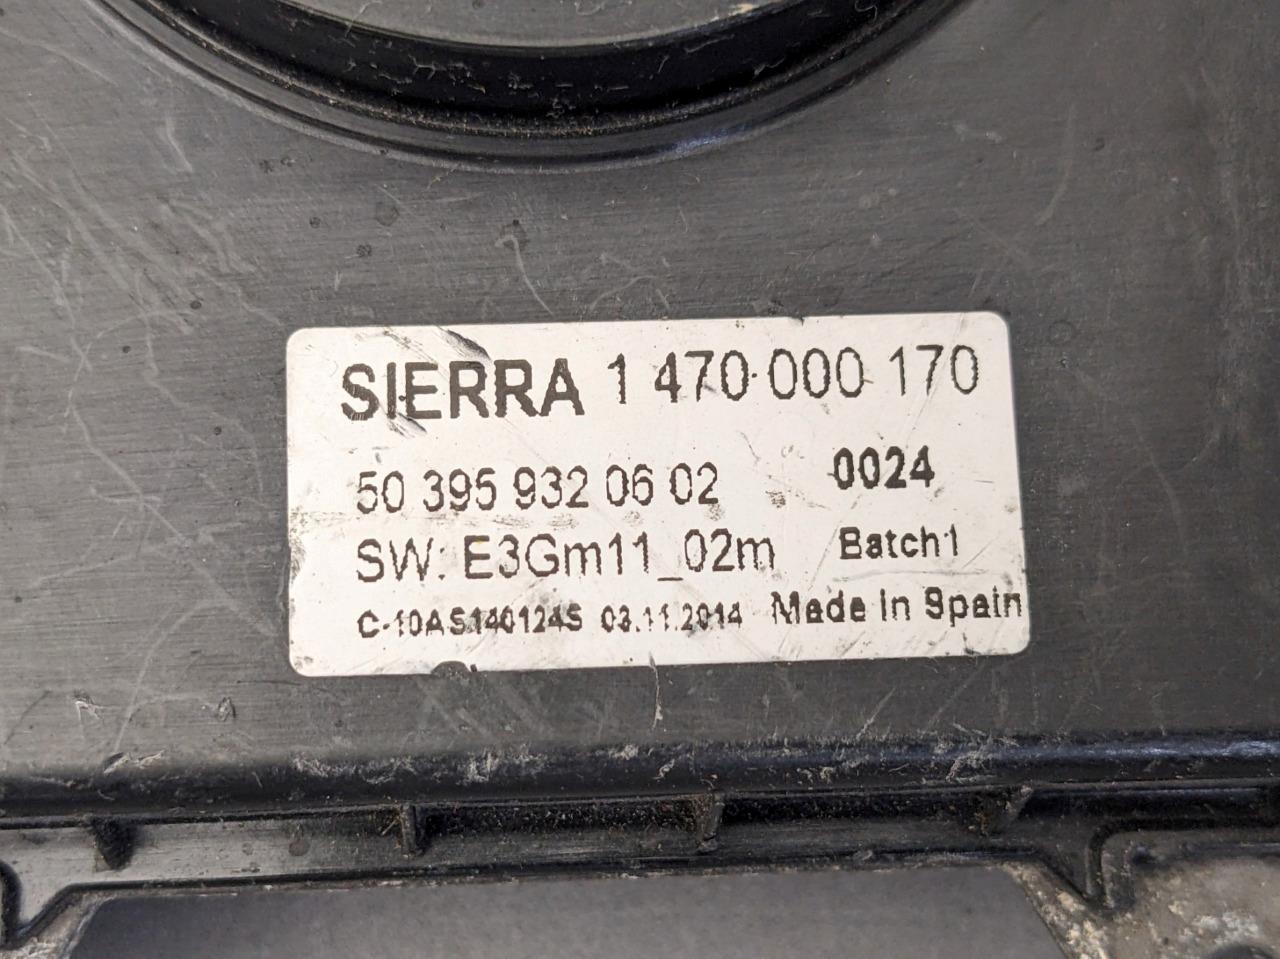 SIERRA 1 470 000 170
50 395 932 06 02 0024
SW: E3Gm11_02m Batch1
C-10AS140124S 03.11.2014 Made in Spain